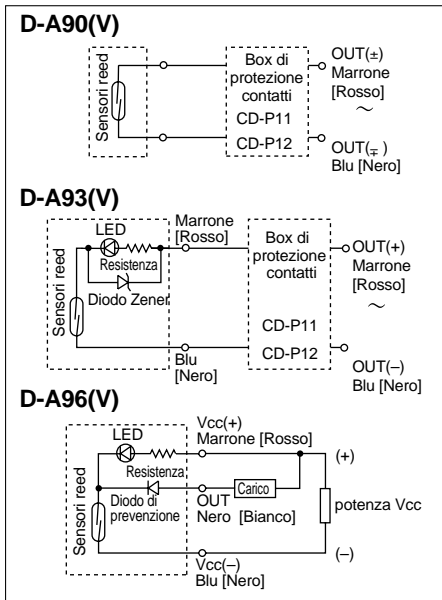 D-A90(V)
Sensori reed
Box di
protezione
contatti
CD-P11
CD-P12
OUT(±)
Marrone
[Rosso]
~
OUT(∓)
Blu [Nero]
D-A93(V)
LED
Resistenza
Diodo Zener
Sensori reed
Marrone
[Rosso]
Blu
[Nero]
Box di
protezione
contatti
CD-P11
CD-P12
OUT(+)
Marrone
[Rosso]
~
OUT(–)
Blu [Nero]
D-A96(V)
LED
Resistenza
Diodo di
prevenzione
Sensori reed
Vcc(+)
Marrone [Rosso]
OUT
Nero [Bianco]
Carico
(+)
potenza Vcc
(–)
Vcc(–)
Blu [Nero]